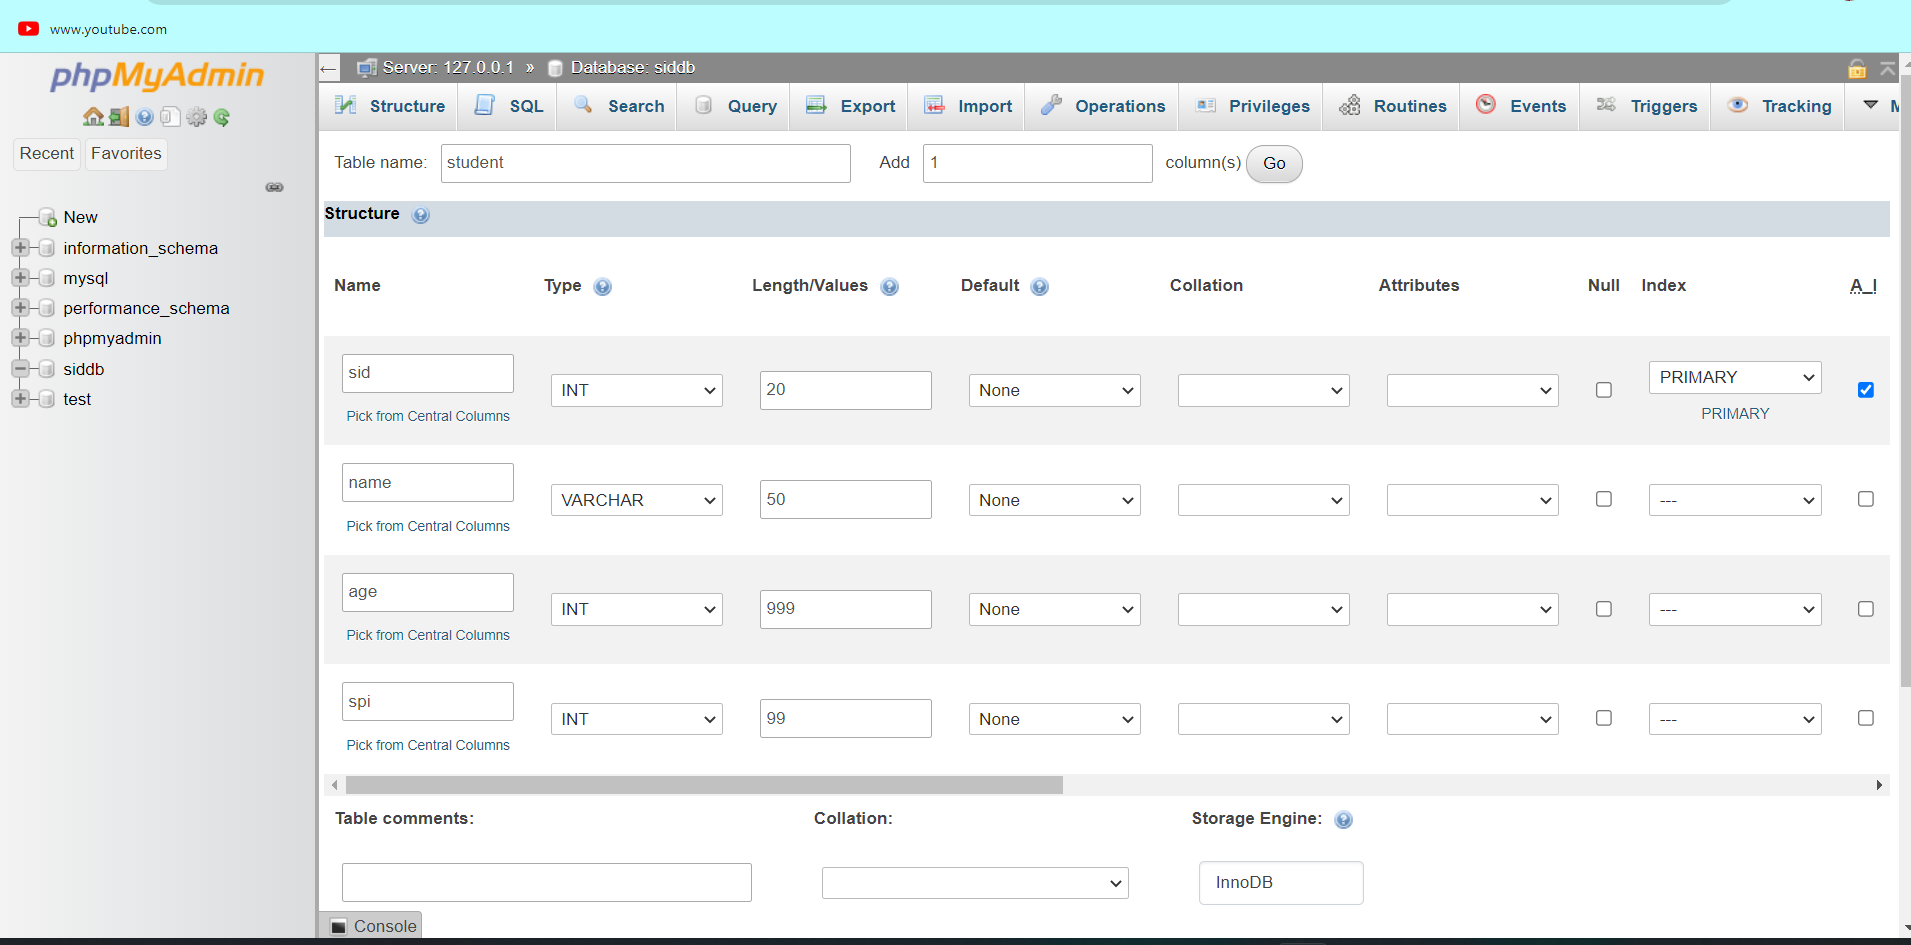 www.youtube.com
phpMyAdmin
Recent Favorites
New
information_schema
mysql
performance_schema
phpmyadmin
siddb
test
← Server: 127.0.0.1 » Database: siddb
Structure SQL Search Query Export Import Operations Privileges Routines Events Triggers Tracking
Table name: student Add 1 column(s) Go
Structure
Name Type Length/Values Default Collation Attributes Null Index A_I
sid INT 20 None PRIMARY
Pick from Central Columns PRIMARY
name VARCHAR 50 None ---
Pick from Central Columns
age INT 999 None ---
Pick from Central Columns
spi INT 99 None ---
Pick from Central Columns
Table comments: Collation: Storage Engine:
InnoDB
Console